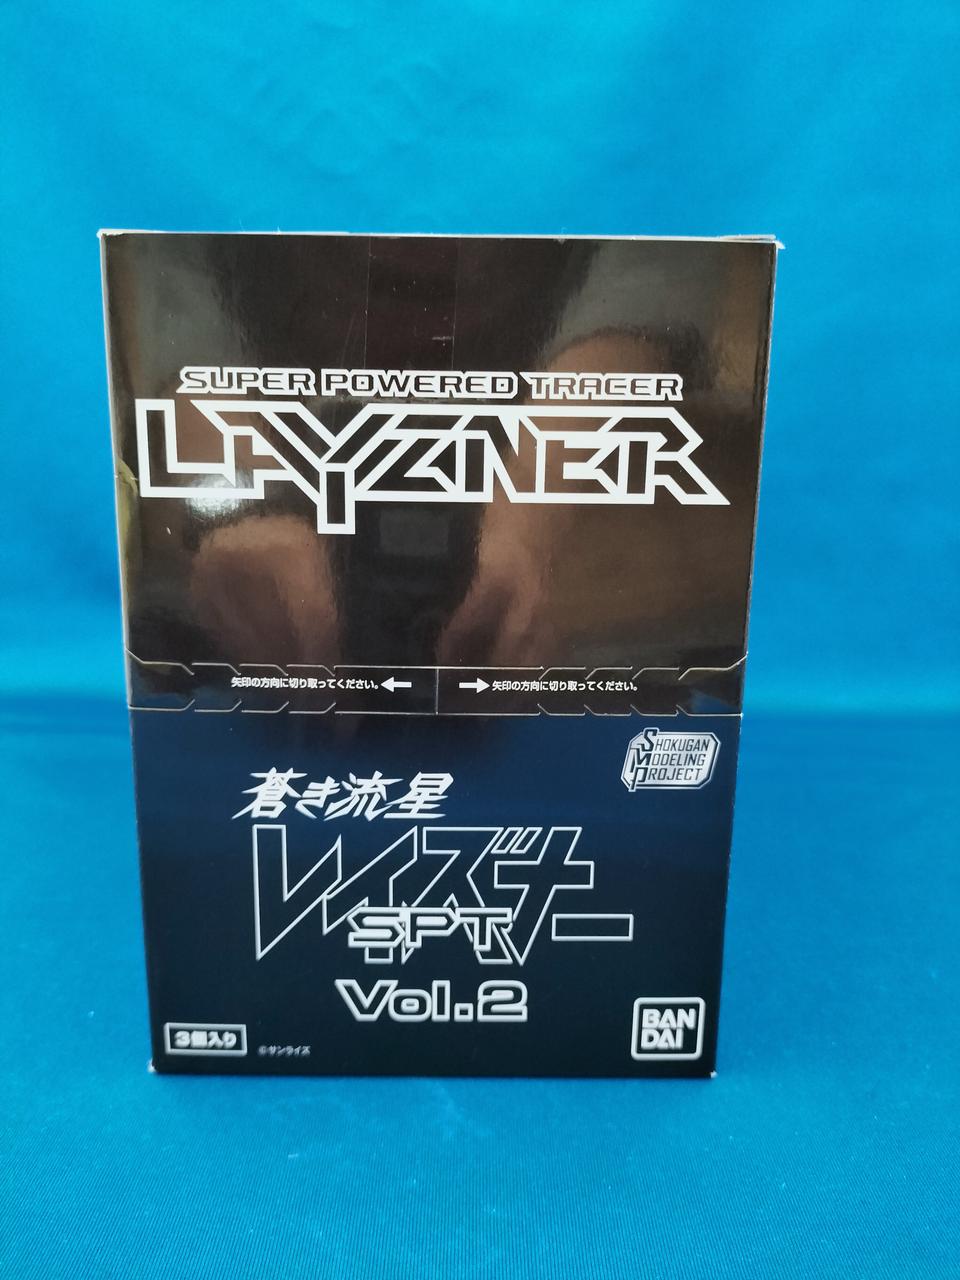 SUPER POWERED TRACER
LAYZNER
矢印の方向に切り取ってください。
矢印の方向に切り取ってください。
SHOKUGAN
MODELING
PROJECT
蒼き流星
レイズナー
SPT
Vol.2
3個入り
©サンライズ
BAN
DAI